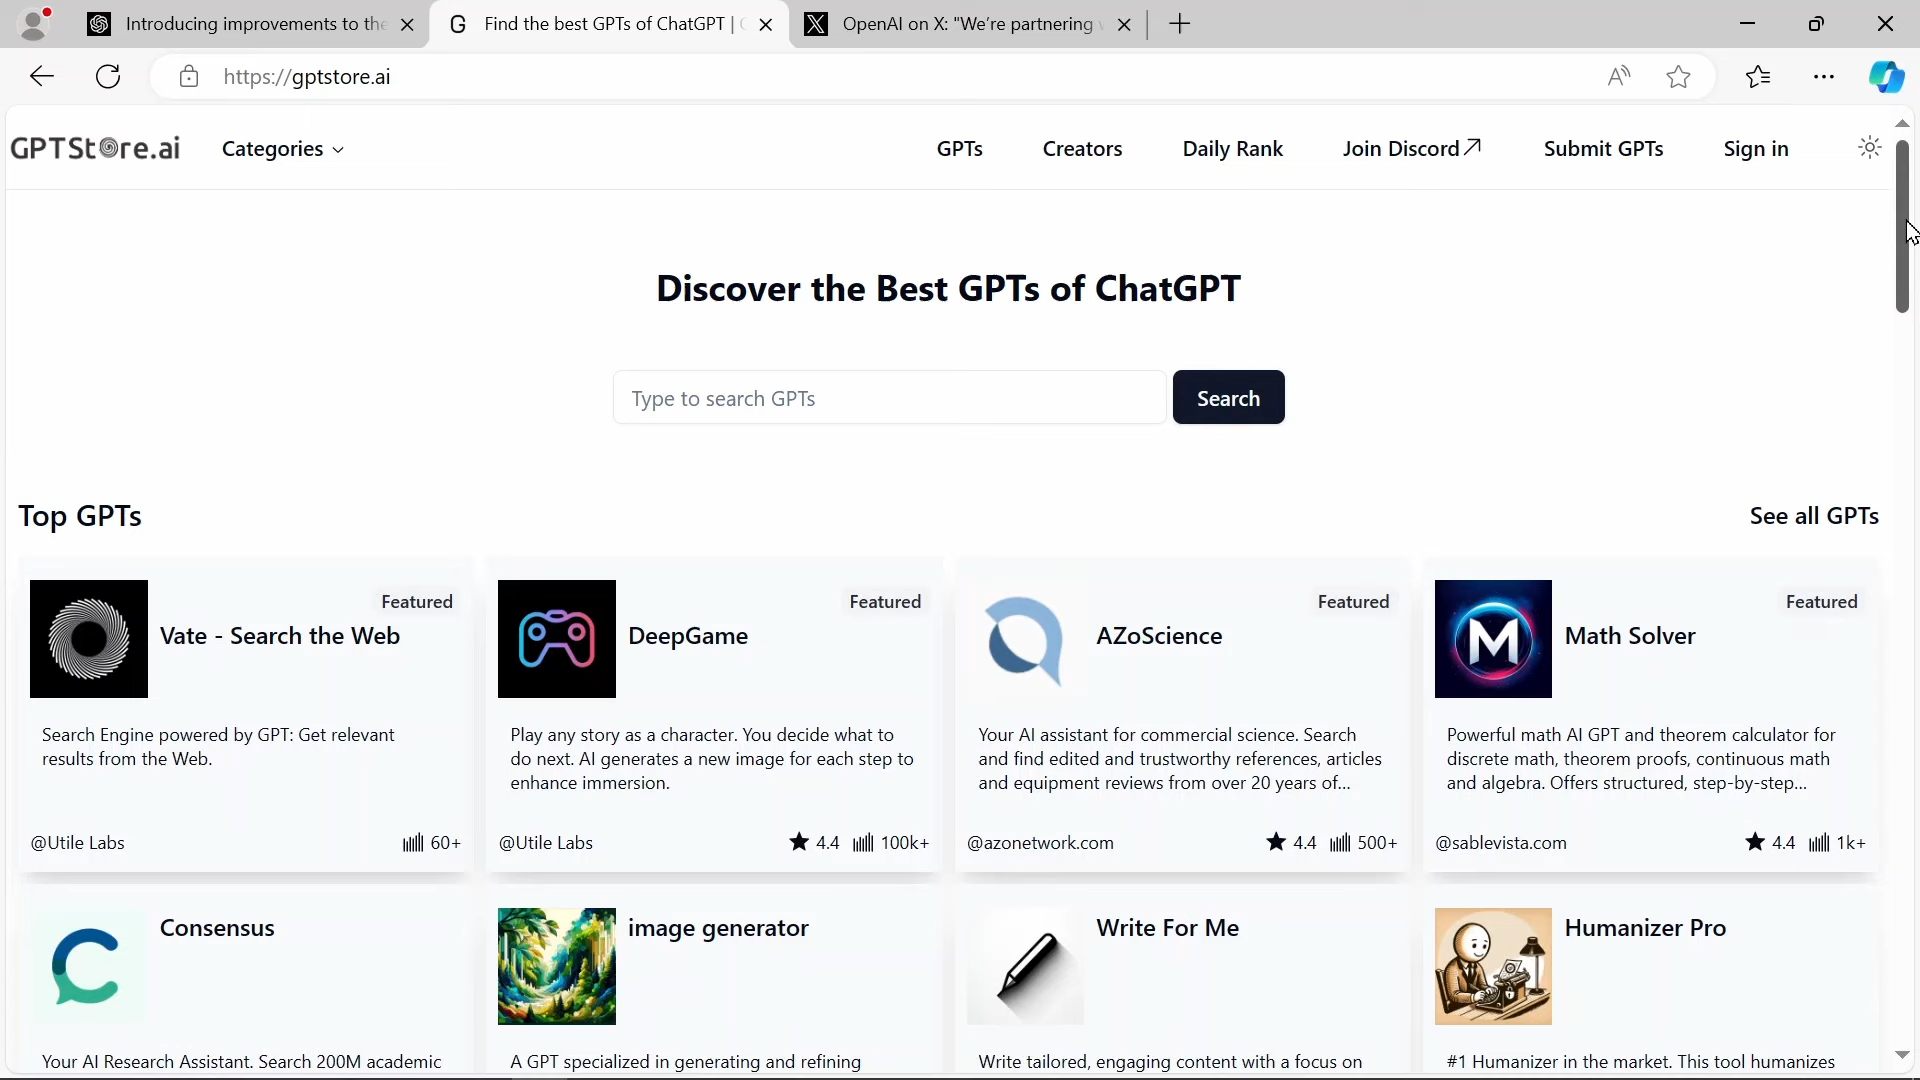 Introducing improvements to the
Find the best GPTs of ChatGPT |
OpenAI on X: "We're partnering
https://gptstore.ai
GPTStore.ai
Categories
GPTs
Creators
Daily Rank
Join Discord
Submit GPTs
Sign in
Discover the Best GPTs of ChatGPT
Type to search GPTs
Search
Top GPTs
See all GPTs
Featured
Vate - Search the Web
Search Engine powered by GPT: Get relevant
results from the Web.
@Utile Labs
60+
Featured
DeepGame
Play any story as a character. You decide what to
do next. AI generates a new image for each step to
enhance immersion.
@Utile Labs
4.4 100k+
Featured
AZoScience
Your AI assistant for commercial science. Search
and find edited and trustworthy references, articles
and equipment reviews from over 20 years of...
@azonetwork.com
4.4 500+
Featured
M
Math Solver
Powerful math AI GPT and theorem calculator for
discrete math, theorem proofs, continuous math
and algebra. Offers structured, step-by-step...
@sablevista.com
4.4 1k+
Consensus
Your AI Research Assistant. Search 200M academic
image generator
A GPT specialized in generating and refining
Write For Me
Write tailored, engaging content with a focus on
Humanizer Pro
#1 Humanizer in the market. This tool humanizes